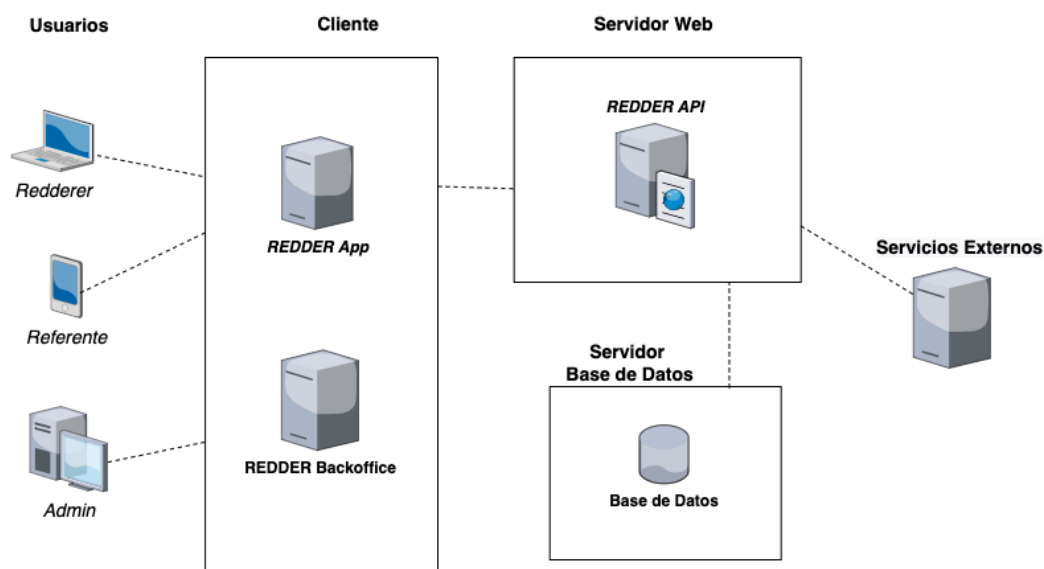 Usuarios
Cliente
Servidor Web
REDDER API
Redderer
REDDER App
Servicios Externos
Referente
Servidor
Base de Datos
REDDER Backoffice
Base de Datos
Admin